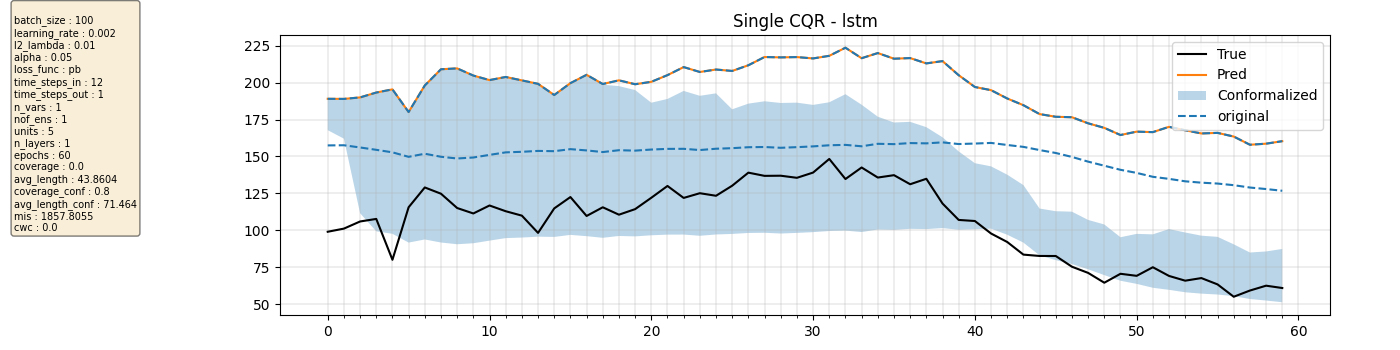 batch_size : 100
learning_rate : 0.002
l2_lambda : 0.01
alpha : 0.05
loss_func : pb
time_steps_in : 12
time_steps_out : 1
n_vars : 1
nof_ens : 1
units : 5
n_layers : 1
epochs : 60
coverage : 0.0
avg_length : 43.8604
coverage_conf : 0.8
avg_length_conf : 71.464
mis : 1857.8055
cwc : 0.0
Single CQR - lstm
225
200
175
150
125
100
75
50
True
Pred
Conformalized
original
0 10 20 30 40 50 60